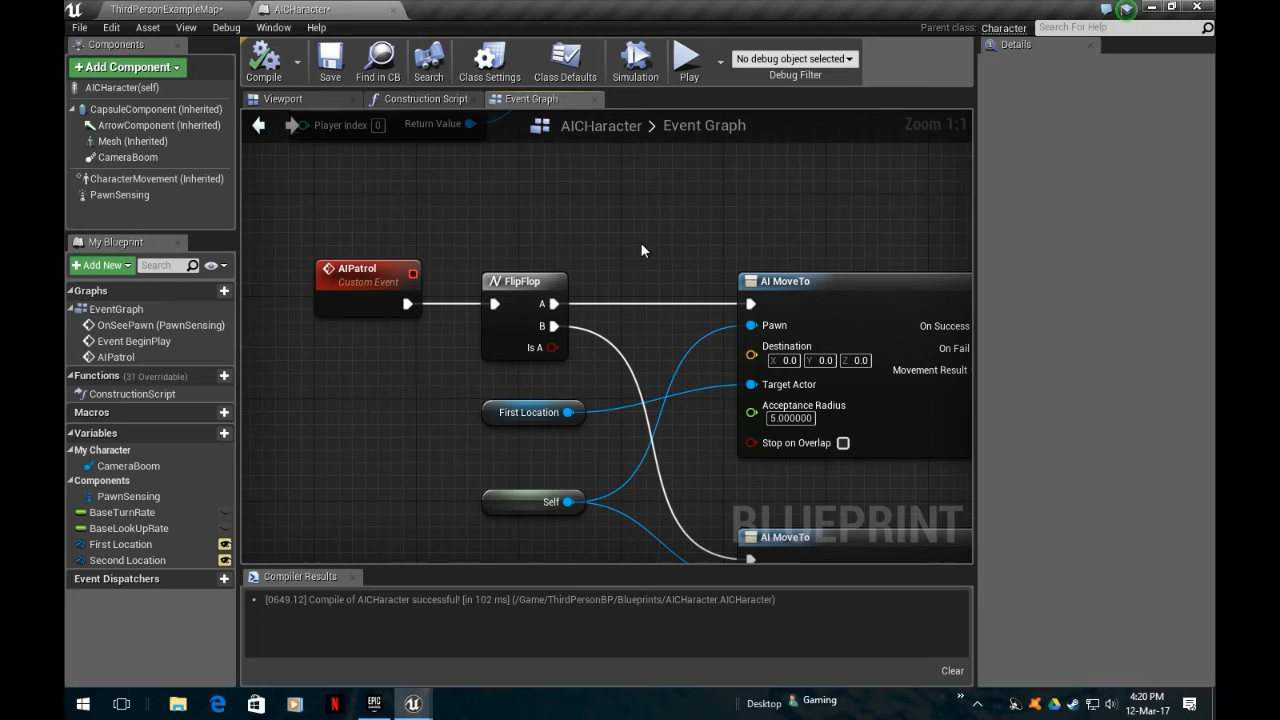 ThirdPersonExampleMap*
AICHaracter*
File Edit Asset View Debug Window Help
Parent class: Character
Search For Help
Components
+ Add Component
AICHaracter(self)
CapsuleComponent (Inherited)
ArrowComponent (Inherited)
Mesh (Inherited)
CameraBoom
CharacterMovement (Inherited)
PawnSensing
Compile
Save
Find in CB
Search
Class Settings
Class Defaults
Simulation
Play
No debug object selected
Debug Filter
Details
Viewport
Construction Script
Event Graph
Player Index 0
Return Value
AICHaracter > Event Graph
Zoom 1:1
My Blueprint
+ Add New
Search
Graphs
EventGraph
OnSeePawn (PawnSensing)
Event BeginPlay
AIPatrol
Functions (31 Overridable)
ConstructionScript
Macros
Variables
My Character
CameraBoom
Components
PawnSensing
BaseTurnRate
BaseLookUpRate
First Location
Second Location
Event Dispatchers
AIPatrol
Custom Event
FlipFlop
A
B
Is A
First Location
Self
AI MoveTo
Pawn
Destination
X 0.0 Y 0.0 Z 0.0
Target Actor
Acceptance Radius
5.000000
Stop on Overlap
On Success
On Fail
Movement Result
BLUEPRINT
AI MoveTo
Compiler Results
[0649.12] Compile of AICHaracter successful! [in 102 ms] (/Game/ThirdPersonBP/Blueprints/AICHaracter.AICHaracter)
Clear
EPIC
Desktop
Gaming
4:20 PM
12-Mar-17